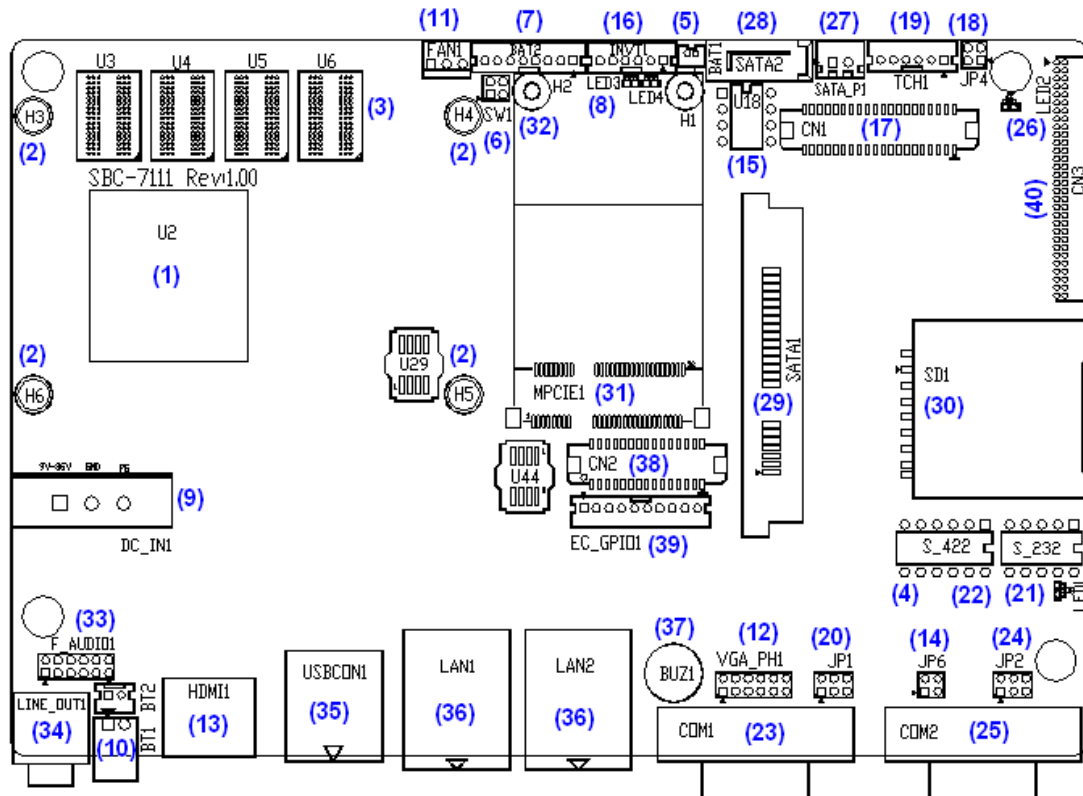 (11) (7) (16) (5) (28) (27) (19) (18)
FAN1 BAT2 INVT1 BAT1 SATA2 SATA_P1 TCH1 JP4 LED2
U3 U4 U5 U6
(3)
H3 (2)
SW1 (6) H4 (2) H2 (32) LED3 (8) LED4 H1
U18 (15) CN1 (17) (26)
CN3 (40)
SBC-7111 Rev:1.00
U2
(1)
(2) H6
U29 (2) H5
MPCIE1 (31)
SATA1 (29)
SD1
(30)
9V-36V GND FG
(9)
DC_IN1
U44 CN2 (38)
EC_GPIO1 (39)
S_422 S_232
(4) (22) (21) LED1
(33)
F_AUDIO1
(37) (12) (20) (14) (24)
BUZ1 VGA_PH1 JP1 JP6 JP2
LINE_OUT1 BT2 HDMI1 USBCON1 LAN1 LAN2
(34) (10) BT1 (13) (35) (36) (36)
COM1 (23) COM2 (25)